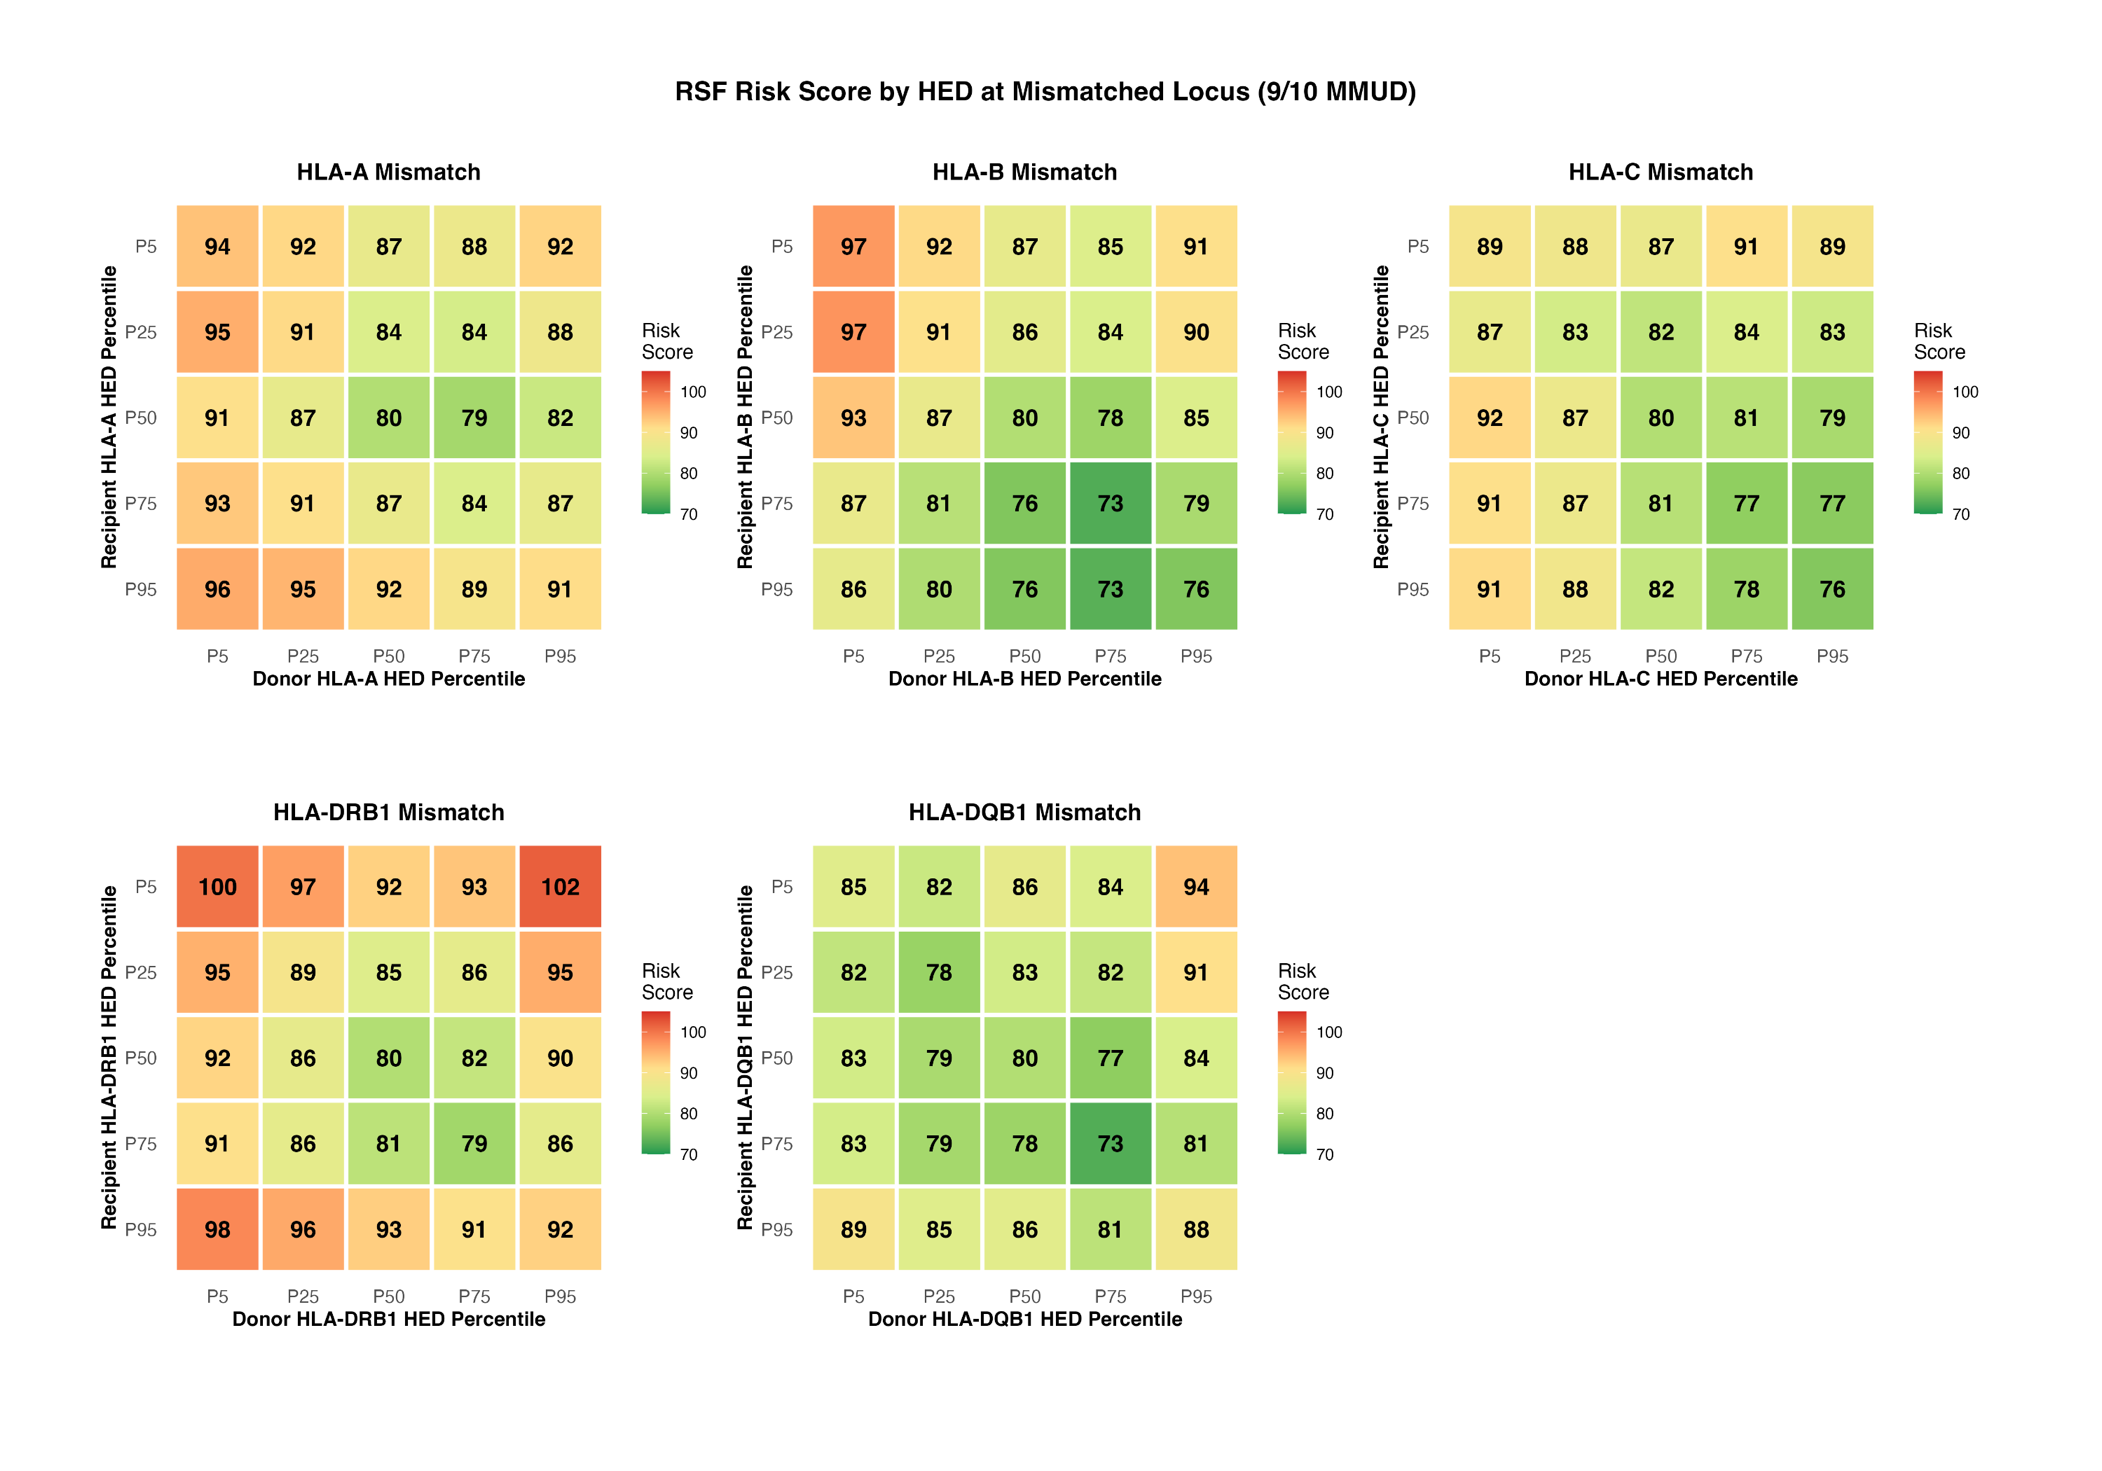 RSF Risk Score by HED at Mismatched Locus (9/10 MMUD)
HLA-A Mismatch
Recipient HLA-A HED Percentile
P5 94 92 87 88 92
P25 95 91 84 84 88
P50 91 87 80 79 82
P75 93 91 87 84 87
P95 96 95 92 89 91
P5 P25 P50 P75 P95
Donor HLA-A HED Percentile
Risk
Score
100
90
80
70
HLA-B Mismatch
Recipient HLA-B HED Percentile
P5 97 92 87 85 91
P25 97 91 86 84 90
P50 93 87 80 78 85
P75 87 81 76 73 79
P95 86 80 76 73 76
P5 P25 P50 P75 P95
Donor HLA-B HED Percentile
Risk
Score
100
90
80
70
HLA-C Mismatch
Recipient HLA-C HED Percentile
P5 89 88 87 91 89
P25 87 83 82 84 83
P50 92 87 80 81 79
P75 91 87 81 77 77
P95 91 88 82 78 76
P5 P25 P50 P75 P95
Donor HLA-C HED Percentile
Risk
Score
100
90
80
70
HLA-DRB1 Mismatch
Recipient HLA-DRB1 HED Percentile
P5 100 97 92 93 102
P25 95 89 85 86 95
P50 92 86 80 82 90
P75 91 86 81 79 86
P95 98 96 93 91 92
P5 P25 P50 P75 P95
Donor HLA-DRB1 HED Percentile
Risk
Score
100
90
80
70
HLA-DQB1 Mismatch
Recipient HLA-DQB1 HED Percentile
P5 85 82 86 84 94
P25 82 78 83 82 91
P50 83 79 80 77 84
P75 83 79 78 73 81
P95 89 85 86 81 88
P5 P25 P50 P75 P95
Donor HLA-DQB1 HED Percentile
Risk
Score
100
90
80
70